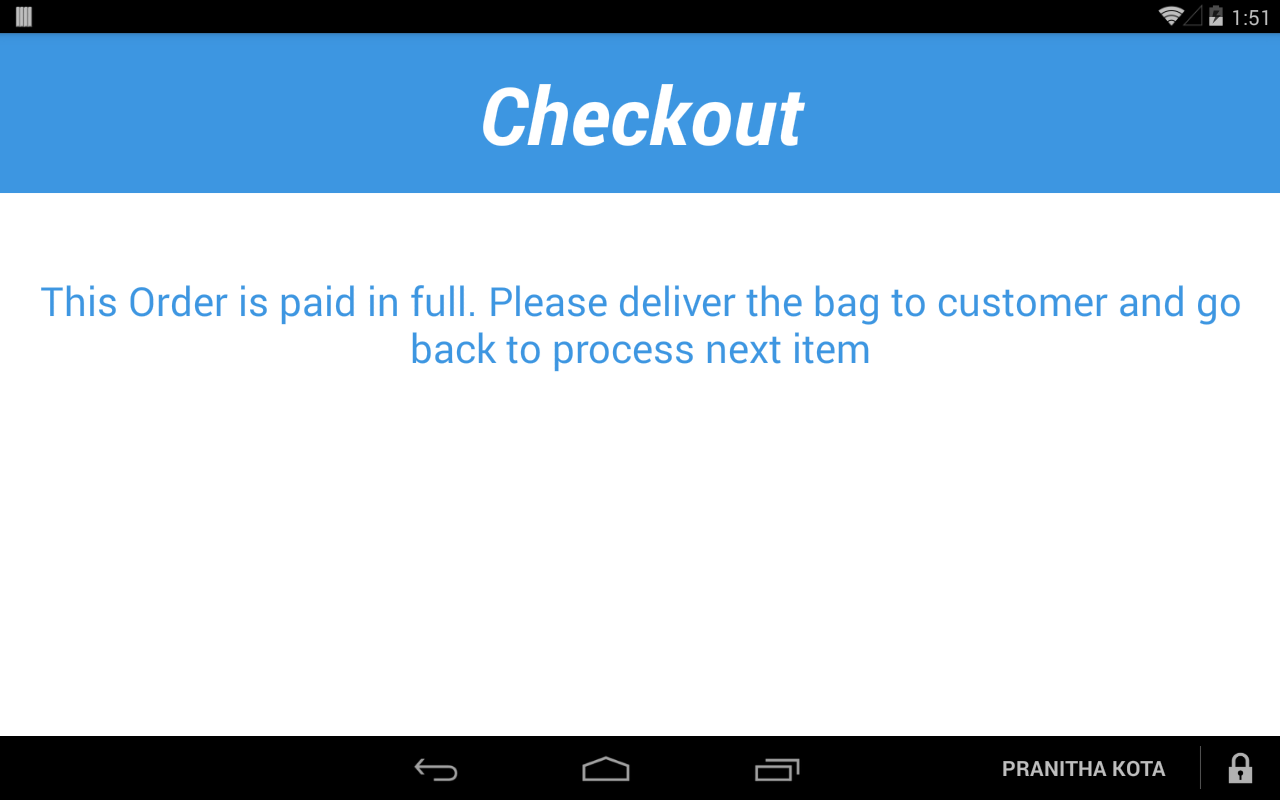 1:51
Checkout
This Order is paid in full. Please deliver the bag to customer and go
back to process next item
PRANITHA KOTA